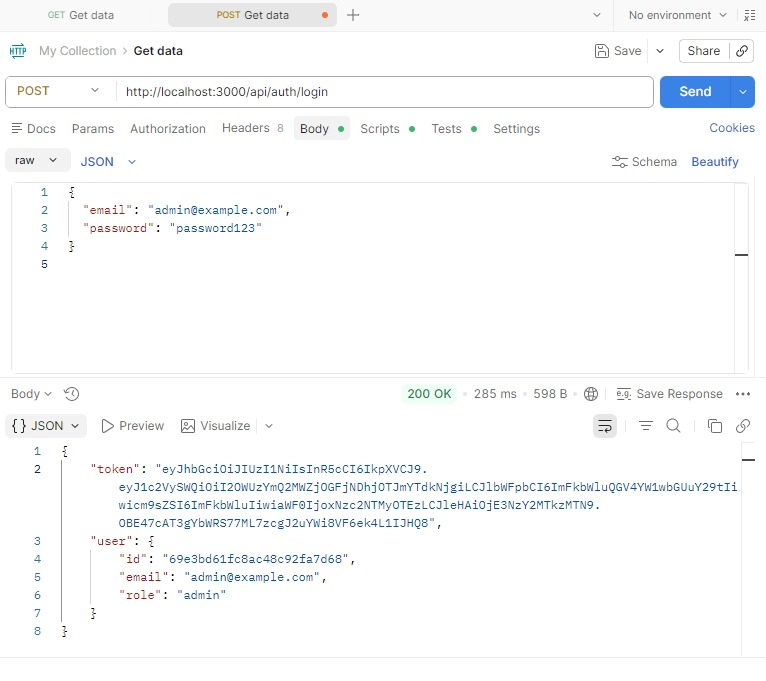 GET Get data POST Get data No environment
HTTP My Collection > Get data Save Share
POST http://localhost:3000/api/auth/login Send
Docs Params Authorization Headers 8 Body Scripts Tests Settings Cookies
raw JSON Schema Beautify
1 {
2 "email": "admin@example.com",
3 "password": "password123"
4 }
5
Body 200 OK 285 ms 598 B e.g. Save Response
{} JSON Preview Visualize
1 {
2 "token": "eyJhbGciOiJIUzI1NiIsInR5cCI6IkpXVCJ9.
eyJ1c2VySWQiOiI2OWUzYmQ2MWZjOGFjNDhjOTJmYTdkNjgiLCJlbWFpbCI6ImFkbWluQGV4YW1wbGUuY29tIi
wicm9sZSI6ImFkbWluIiwiaWF0IjoxNzc2NTMyOTEzLCJleHAiOjE3NzY2MTkzMTN9.
OBE47cAT3gYbWRS77ML7zcgJ2uYWi8VF6ek4L1IJHQ8",
3 "user": {
4 "id": "69e3bd61fc8ac48c92fa7d68",
5 "email": "admin@example.com",
6 "role": "admin"
7 }
8 }